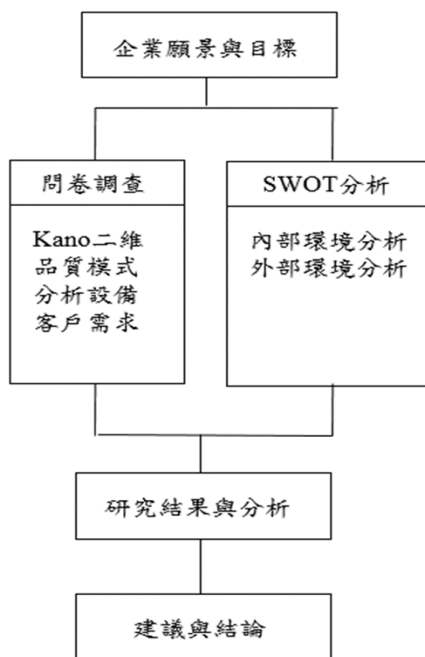 企業願景與目標
問卷調查
Kano二維
品質模式
分析設備
客戶需求
SWOT分析
內部環境分析
外部環境分析
研究結果與分析
建議與結論